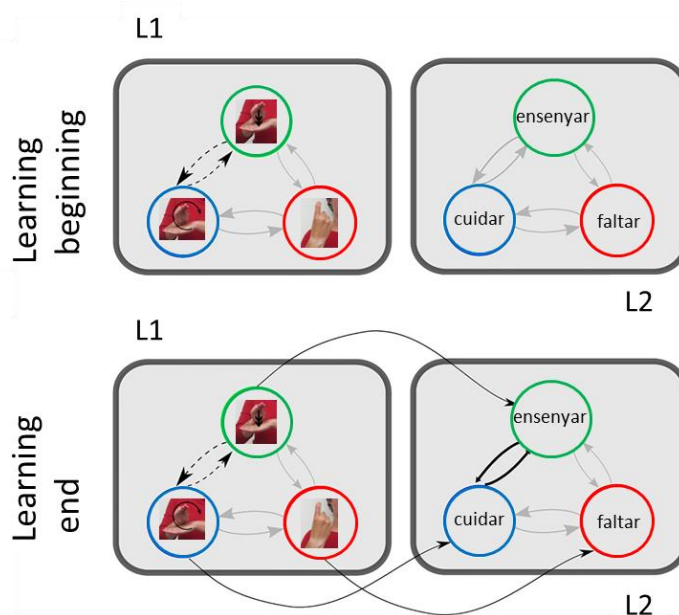 L1
Learning
beginning
ensenyar
cuidar
faltar
L2
L1
Learning
end
ensenyar
cuidar
faltar
L2